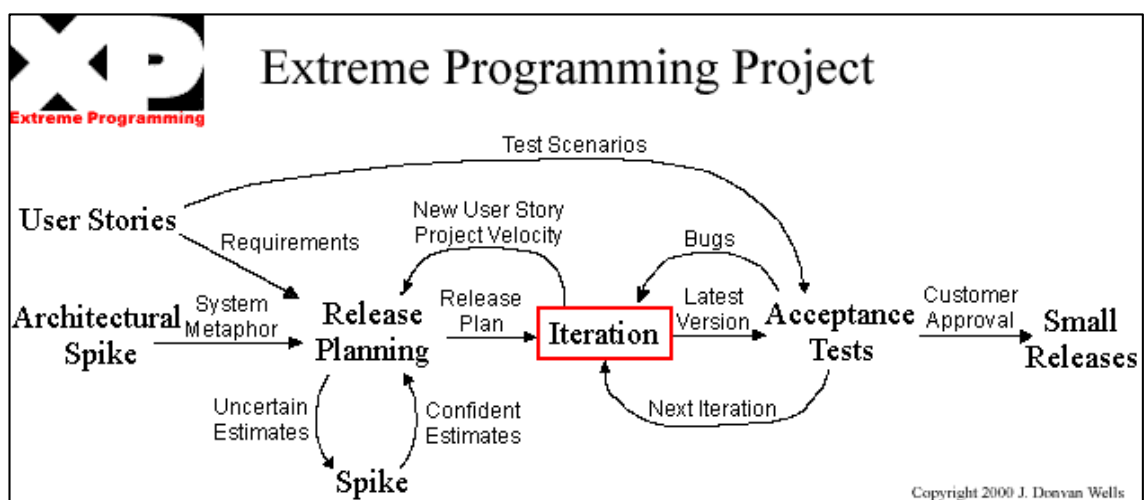 XP
Extreme Programming
Extreme Programming Project
Test Scenarios
User Stories
Requirements
New User Story
Project Velocity
Bugs
Architectural
Spike
System
Metaphor
Release
Planning
Release
Plan
Iteration
Latest
Version
Acceptance
Tests
Customer
Approval
Small
Releases
Uncertain
Estimates
Confident
Estimates
Next Iteration
Spike
Copyright 2000 J. Donvan Wells